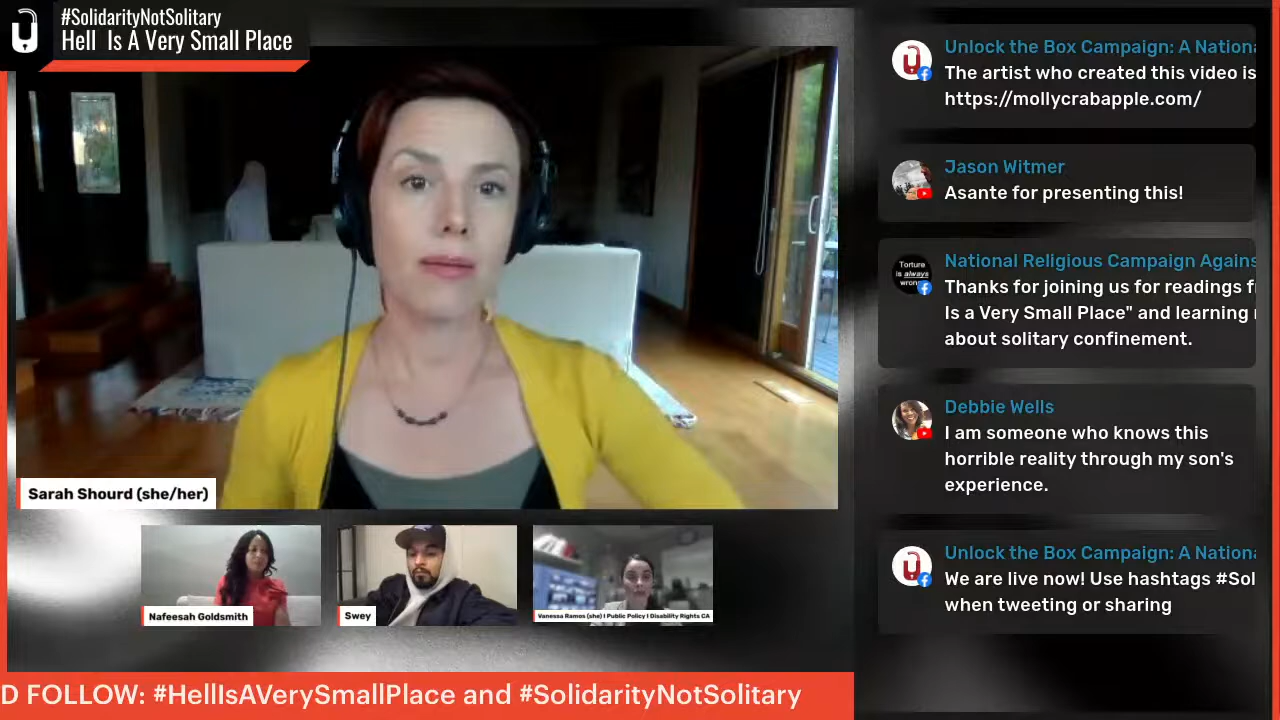 #SolidarityNotSolitary
Hell Is A Very Small Place
Sarah Shourd (she/her)
Nafeesah Goldsmith
Swey
Vanessa Ramos (she) I Public Policy I Disability Rights CA
D FOLLOW: #HellIsAVerySmallPlace and #SolidarityNotSolitary
Unlock the Box Campaign: A Nationa
The artist who created this video is
https://mollycrabapple.com/
Jason Witmer
Asante for presenting this!
Torture
is always
wrong
National Religious Campaign Agains
Thanks for joining us for readings f
Is a Very Small Place" and learning
about solitary confinement.
Debbie Wells
I am someone who knows this
horrible reality through my son's
experience.
Unlock the Box Campaign: A Nationa
We are live now! Use hashtags #Sol
when tweeting or sharing